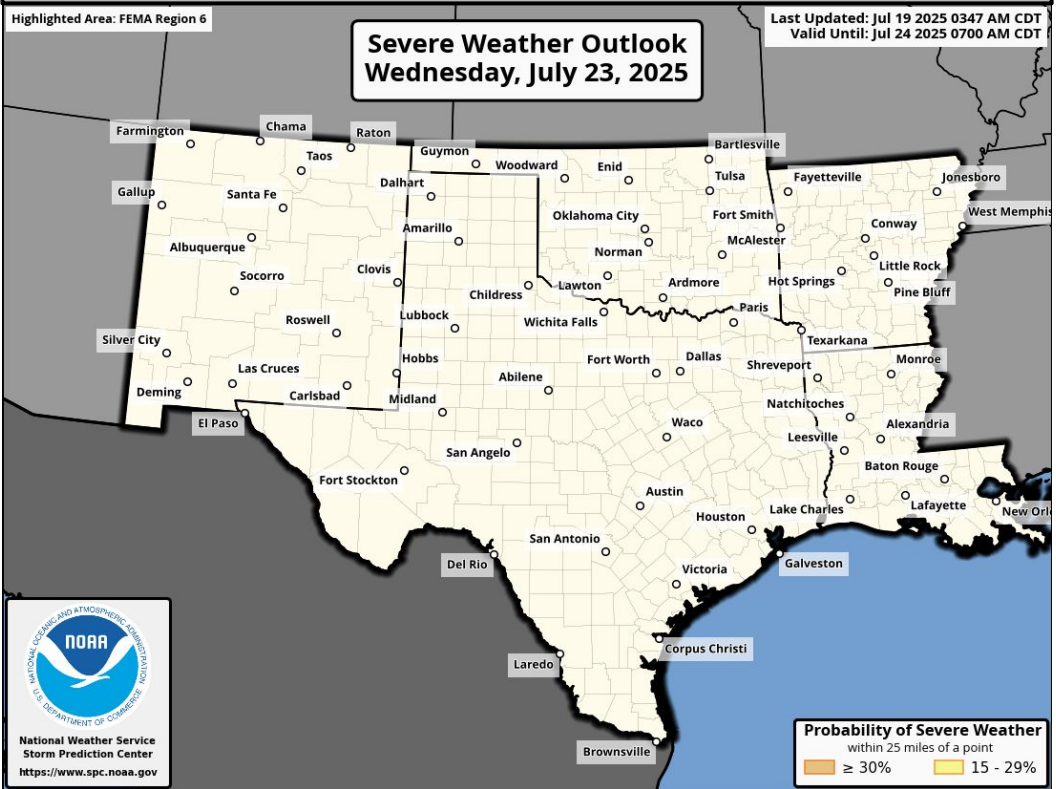 Highlighted Area: FEMA Region 6
Severe Weather Outlook
Wednesday, July 23, 2025
Last Updated: Jul 19 2025 0347 AM CDT
Valid Until: Jul 24 2025 0700 AM CDT
Farmington
Chama
Raton
Taos
Guymon
Woodward
Enid
Bartlesville
Tulsa
Fayetteville
Jonesboro
Gallup
Santa Fe
Dalhart
Amarillo
Oklahoma City
Fort Smith
Conway
West Memphis
Albuquerque
Norman
McAlester
Socorro
Clovis
Childress
Lawton
Ardmore
Hot Springs
Little Rock
Pine Bluff
Roswell
Lubbock
Wichita Falls
Paris
Silver City
Hobbs
Fort Worth
Dallas
Texarkana
Shreveport
Monroe
Las Cruces
Deming
Carlsbad
Midland
Abilene
Natchitoches
El Paso
San Angelo
Waco
Leesville
Alexandria
Fort Stockton
Austin
Houston
Lake Charles
Baton Rouge
Lafayette
New Orl
Del Rio
San Antonio
Victoria
Galveston
Laredo
Corpus Christi
Brownsville
NATIONAL OCEANIC AND ATMOSPHERIC ADMINISTRATION
NOAA
U.S. DEPARTMENT OF COMMERCE
National Weather Service
Storm Prediction Center
https://www.spc.noaa.gov
Probability of Severe Weather
within 25 miles of a point
≥ 30%
15 - 29%